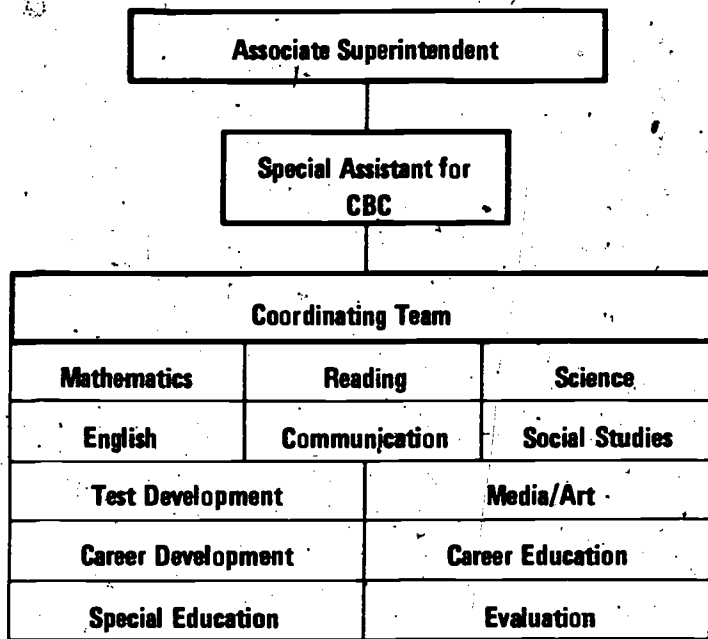 Associate Superintendent
Special Assistant for
CBC
Coordinating Team
Mathematics Reading Science
English Communication Social Studies
Test Development Media/Art
Career Development Career Education
Special Education Evaluation